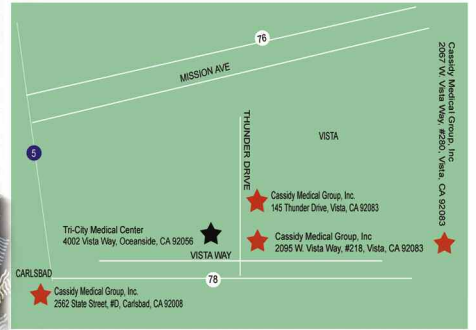 76
MISSION AVE
Cassidy Medical Group, Inc
2067 W. Vista Way, #280, Vista, CA 92083
THUNDER DRIVE
VISTA
5
Cassidy Medical Group, Inc.
145 Thunder Drive, Vista, CA 92083
Tri-City Medical Center
4002 Vista Way, Oceanside, CA 92056
Cassidy Medical Group, Inc
2095 W. Vista Way, #218, Vista, CA 92083
VISTA WAY
CARLSBAD
78
Cassidy Medical Group, Inc.
2562 State Street, #D, Carlsbad, CA 92008